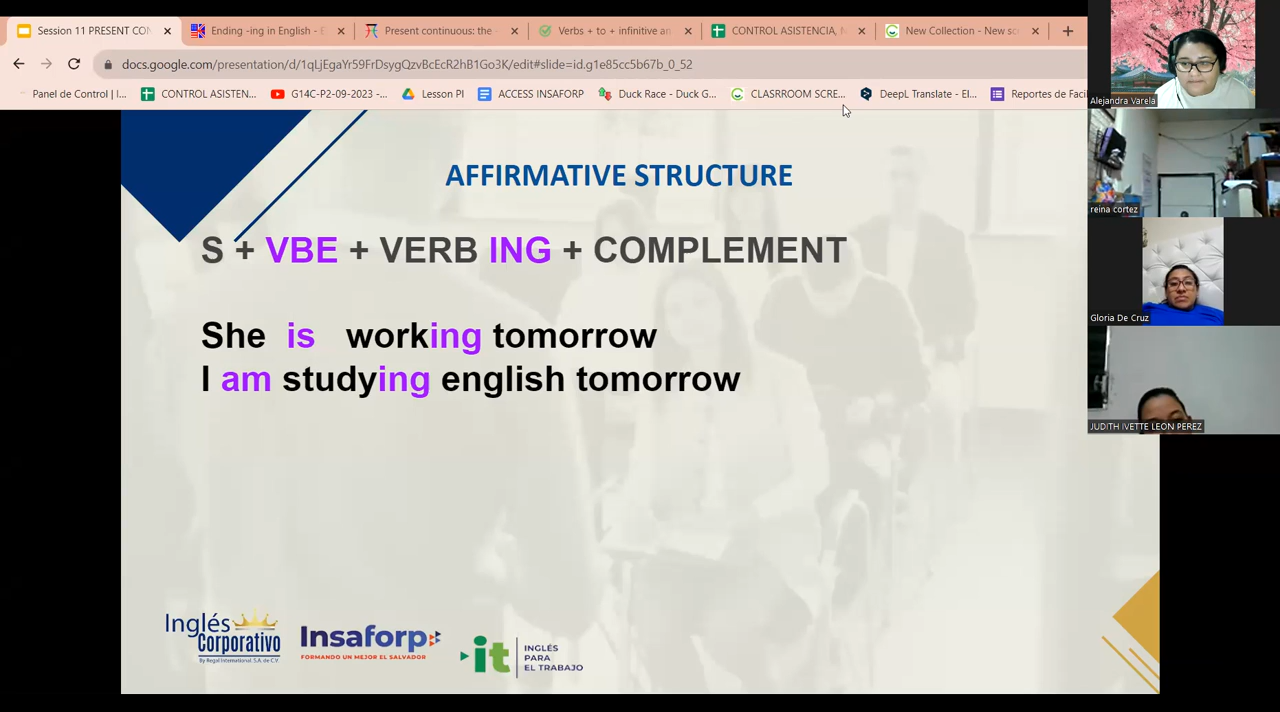 Session 11 PRESENT CON
Ending -ing in English - E
Present continuous: the -
Verbs + to + infinitive an
CONTROL ASISTENCIA, N
New Collection - New sc
docs.google.com/presentation/d/1qLjEgaYr59FrDsygQzvBcEcR2hB1Go3K/edit#slide=id.g1e85cc5b67b_0_52
Panel de Control | I...
CONTROL ASISTEN...
G14C-P2-09-2023 -...
Lesson Pl
ACCESS INSAFORP
Duck Race - Duck G...
CLASRROOM SCRE...
DeepL Translate - El...
Reportes de Facil
Alejandra Varela
reina cortez
Gloria De Cruz
JUDITH IVETTE LEON PEREZ
AFFIRMATIVE STRUCTURE
S + VBE + VERB ING + COMPLEMENT
She is working tomorrow
I am studying english tomorrow
Inglés
Corporativo
By Regal International, S.A. de C.V.
Insaforp
FORMANDO UN MEJOR EL SALVADOR
it
INGLÉS
PARA
EL TRABAJO